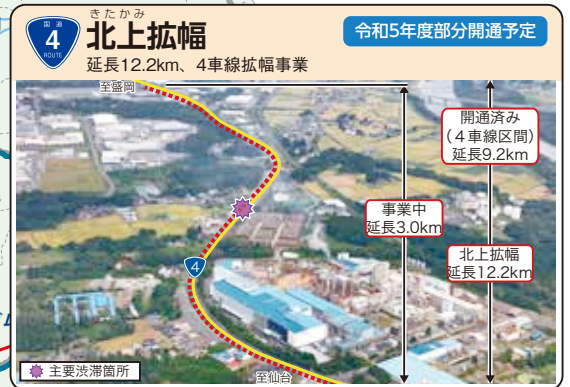 国道
4
ROUTE
きたかみ
北上拡幅
令和5年度部分開通予定
延長12.2km、4車線拡幅事業
至盛岡
開通済み
(４車線区間)
延長9.2km
事業中
延長3.0km
北上拡幅
延長12.2km
4
主要渋滞箇所
至仙台